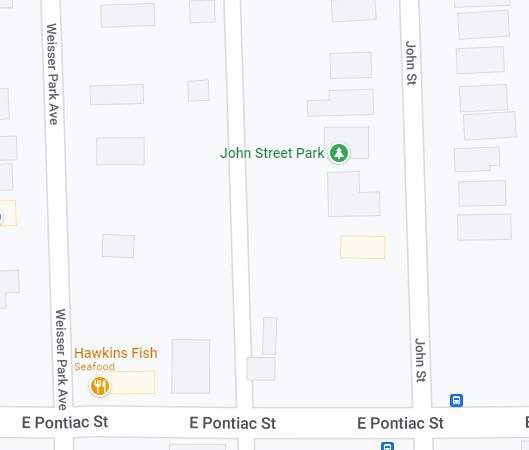 Weisser Park Ave
John St
John Street Park
Weisser Park Ave
John St
Hawkins Fish
Seafood
E Pontiac St
E Pontiac St
E Pontiac St